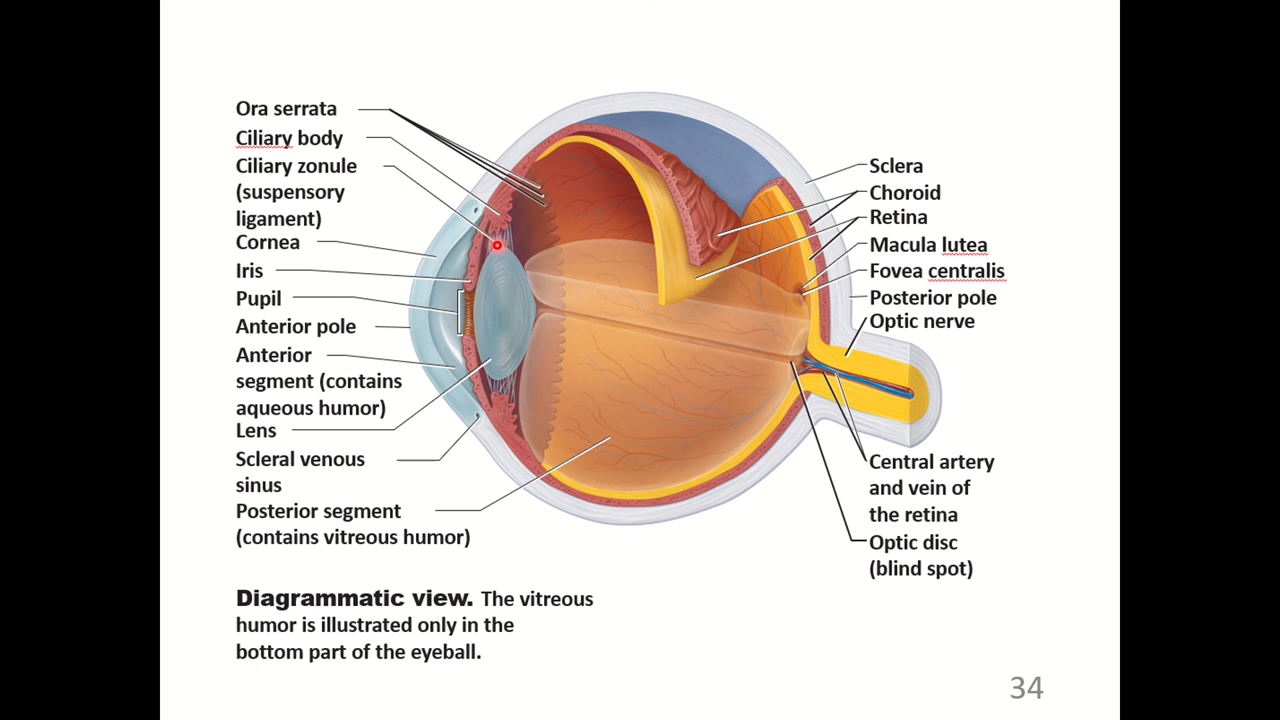 Ora serrata
Ciliary body
Ciliary zonule
(suspensory
ligament)
Cornea
Iris
Pupil
Anterior pole
Anterior
segment (contains
aqueous humor)
Lens
Scleral venous
sinus
Posterior segment
(contains vitreous humor)
Sclera
Choroid
Retina
Macula lutea
Fovea centralis
Posterior pole
Optic nerve
Central artery
and vein of
the retina
Optic disc
(blind spot)
Diagrammatic view. The vitreous
humor is illustrated only in the
bottom part of the eyeball.
34